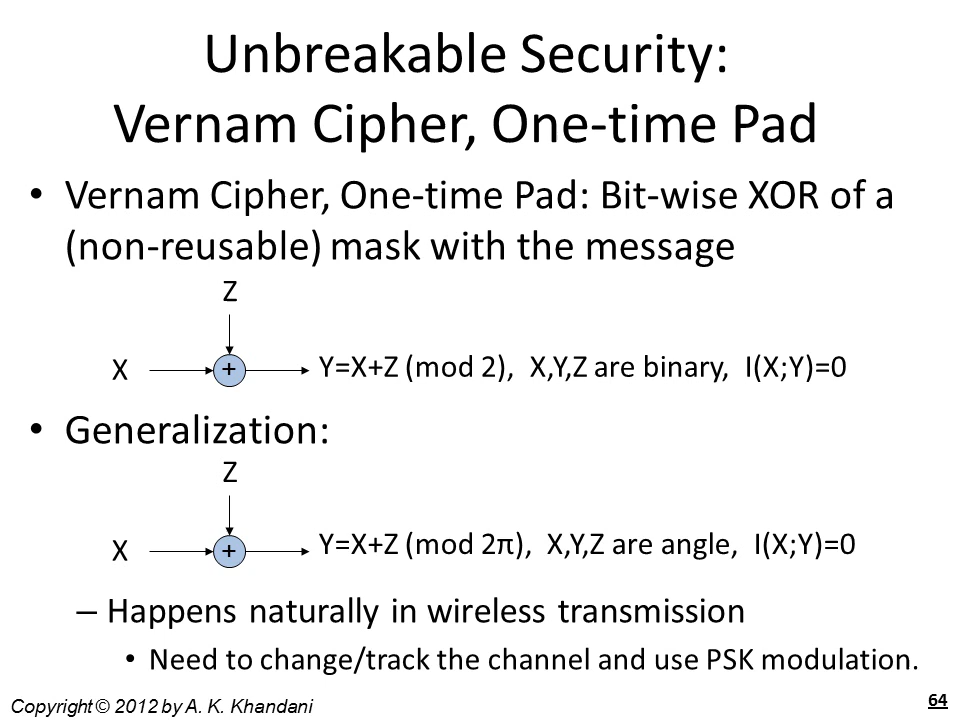 Unbreakable Security:
Vernam Cipher, One-time Pad
• Vernam Cipher, One-time Pad: Bit-wise XOR of a
(non-reusable) mask with the message
Z
X + Y=X+Z (mod 2), X,Y,Z are binary, I(X;Y)=0
• Generalization:
Z
X + Y=X+Z (mod 2π), X,Y,Z are angle, I(X;Y)=0
– Happens naturally in wireless transmission
• Need to change/track the channel and use PSK modulation.
Copyright © 2012 by A. K. Khandani 64